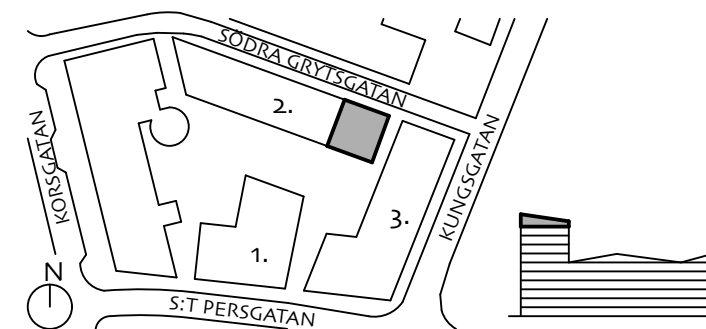 SÖDRA GRYTSGATAN
2.
KORSGATAN
KUNGSGATAN
3.
1.
N
S:T PERSGATAN